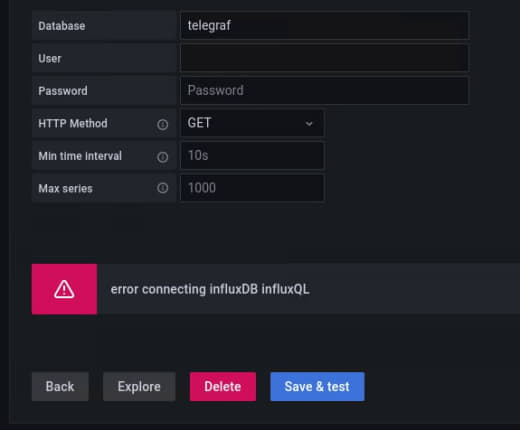 Database telegraf
User
Password Password
HTTP Method GET
Min time interval 10s
Max series 1000
error connecting influxDB influxQL
Back Explore Delete Save & test